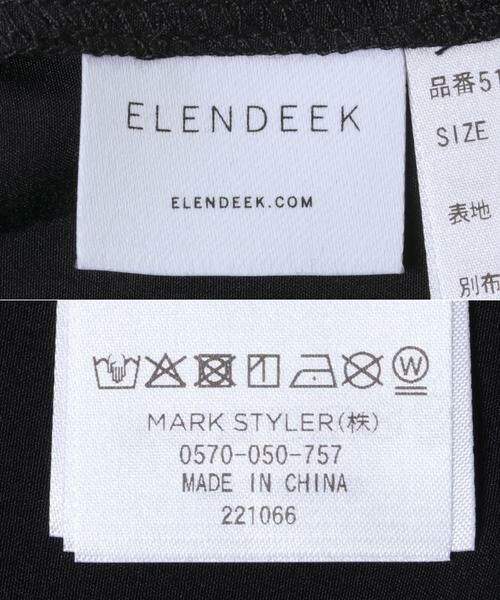 ELENDEEK
ELENDEEK.COM
品番51
SIZE
表地
別布
W
MARK STYLER(株)
0570-050-757
MADE IN CHINA
221066